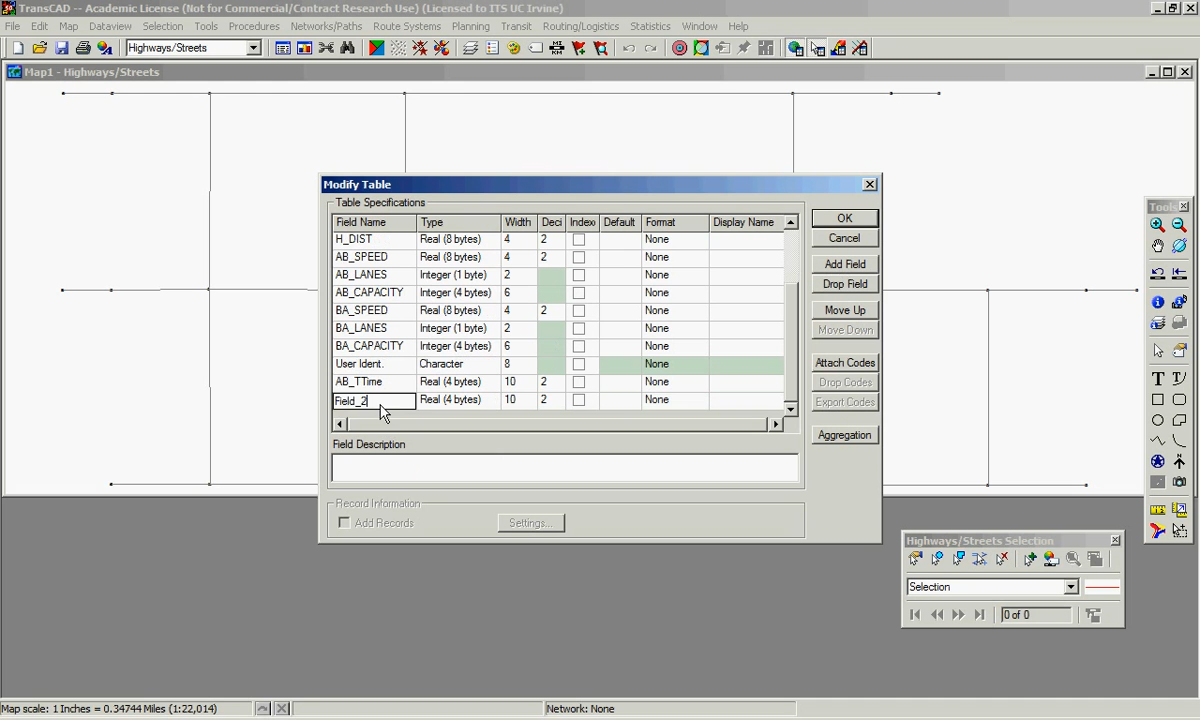 TransCAD -- Academic License (Not for Commercial/Contract Research Use) (Licensed to ITS UC Irvine)
File Edit Map Dataview Selection Tools Procedures Networks/Paths Route Systems Planning Transit Routing/Logistics Statistics Window Help
Highways/Streets
Map1 - Highways/Streets
Modify Table
Table Specifications
Field Name Type Width Deci Index Default Format Display Name
H_DIST Real (8 bytes) 4 2 None
AB_SPEED Real (8 bytes) 4 2 None
AB_LANES Integer (1 byte) 2 None
AB_CAPACITY Integer (4 bytes) 6 None
BA_SPEED Real (8 bytes) 4 2 None
BA_LANES Integer (1 byte) 2 None
BA_CAPACITY Integer (4 bytes) 6 None
User Ident. Character 8 None
AB_TTime Real (4 bytes) 10 2 None
Field_2 Real (4 bytes) 10 2 None
OK
Cancel
Add Field
Drop Field
Move Up
Move Down
Attach Codes
Drop Codes
Export Codes
Aggregation
Field Description
Record Information
Add Records Settings...
Tools
T T
Highways/Streets Selection
Selection
0 of 0
Map scale: 1 Inches = 0.34744 Miles (1:22,014) Network: None